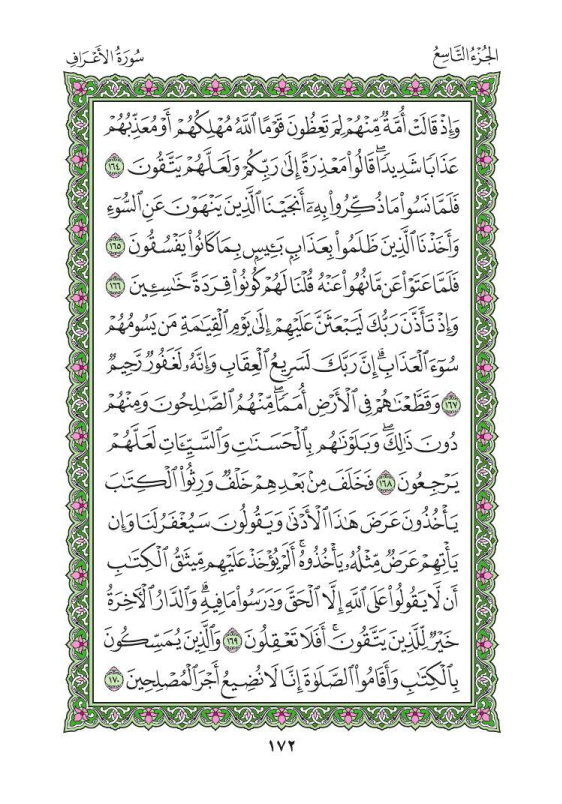 الجُزْءُ التَّاسِعُ
سُورَةُ الأَعْرَافِ
وَإِذْ قَالَتْ أُمَّةٌ مِّنْهُمْ لِمَ تَعِظُونَ قَوْمًا ٱللَّهُ مُهْلِكُهُمْ أَوْ مُعَذِّبُهُمْ
عَذَابًا شَدِيدًاۖ قَالُوا۟ مَعْذِرَةً إِلَىٰ رَبِّكُمْ وَلَعَلَّهُمْ يَتَّقُونَ ١٦٤
فَلَمَّا نَسُوا۟ مَا ذُكِّرُوا۟ بِهِۦٓ أَنجَيْنَا ٱلَّذِينَ يَنْهَوْنَ عَنِ ٱلسُّوٓءِ
وَأَخَذْنَا ٱلَّذِينَ ظَلَمُوا۟ بِعَذَابٍۭ بَـِٔيسٍۭ بِمَا كَانُوا۟ يَفْسُقُونَ ١٦٥
فَلَمَّا عَتَوْا۟ عَن مَّا نُهُوا۟ عَنْهُ قُلْنَا لَهُمْ كُونُوا۟ قِرَدَةً خَـٰسِـِٔينَ ١٦٦
وَإِذْ تَأَذَّنَ رَبُّكَ لَيَبْعَثَنَّ عَلَيْهِمْ إِلَىٰ يَوْمِ ٱلْقِيَـٰمَةِ مَن يَسُومُهُمْ
سُوٓءَ ٱلْعَذَابِۗ إِنَّ رَبَّكَ لَسَرِيعُ ٱلْعِقَابِ وَإِنَّهُۥ لَغَفُورٌ رَّحِيمٌ
١٦٧ وَقَطَّعْنَـٰهُمْ فِى ٱلْأَرْضِ أُمَمًاۖ مِّنْهُمُ ٱلصَّـٰلِحُونَ وَمِنْهُمْ
دُونَ ذَٰلِكَۖ وَبَلَوْنَـٰهُم بِٱلْحَسَنَـٰتِ وَٱلسَّيِّـَٔاتِ لَعَلَّهُمْ
يَرْجِعُونَ ١٦٨ فَخَلَفَ مِنۢ بَعْدِهِمْ خَلْفٌ وَرِثُوا۟ ٱلْكِتَـٰبَ
يَأْخُذُونَ عَرَضَ هَـٰذَا ٱلْأَدْنَىٰ وَيَقُولُونَ سَيُغْفَرُ لَنَا وَإِن
يَأْتِهِمْ عَرَضٌ مِّثْلُهُۥ يَأْخُذُوهُۚ أَلَمْ يُؤْخَذْ عَلَيْهِم مِّيثَـٰقُ ٱلْكِتَـٰبِ
أَن لَّا يَقُولُوا۟ عَلَى ٱللَّهِ إِلَّا ٱلْحَقَّ وَدَرَسُوا۟ مَا فِيهِۗ وَٱلدَّارُ ٱلْـَٔاخِرَةُ
خَيْرٌ لِّلَّذِينَ يَتَّقُونَۚ أَفَلَا تَعْقِلُونَ ١٦٩ وَٱلَّذِينَ يُمَسِّكُونَ
بِٱلْكِتَـٰبِ وَأَقَامُوا۟ ٱلصَّلَوٰةَ إِنَّا لَا نُضِيعُ أَجْرَ ٱلْمُصْلِحِينَ ١٧٠
١٧٢